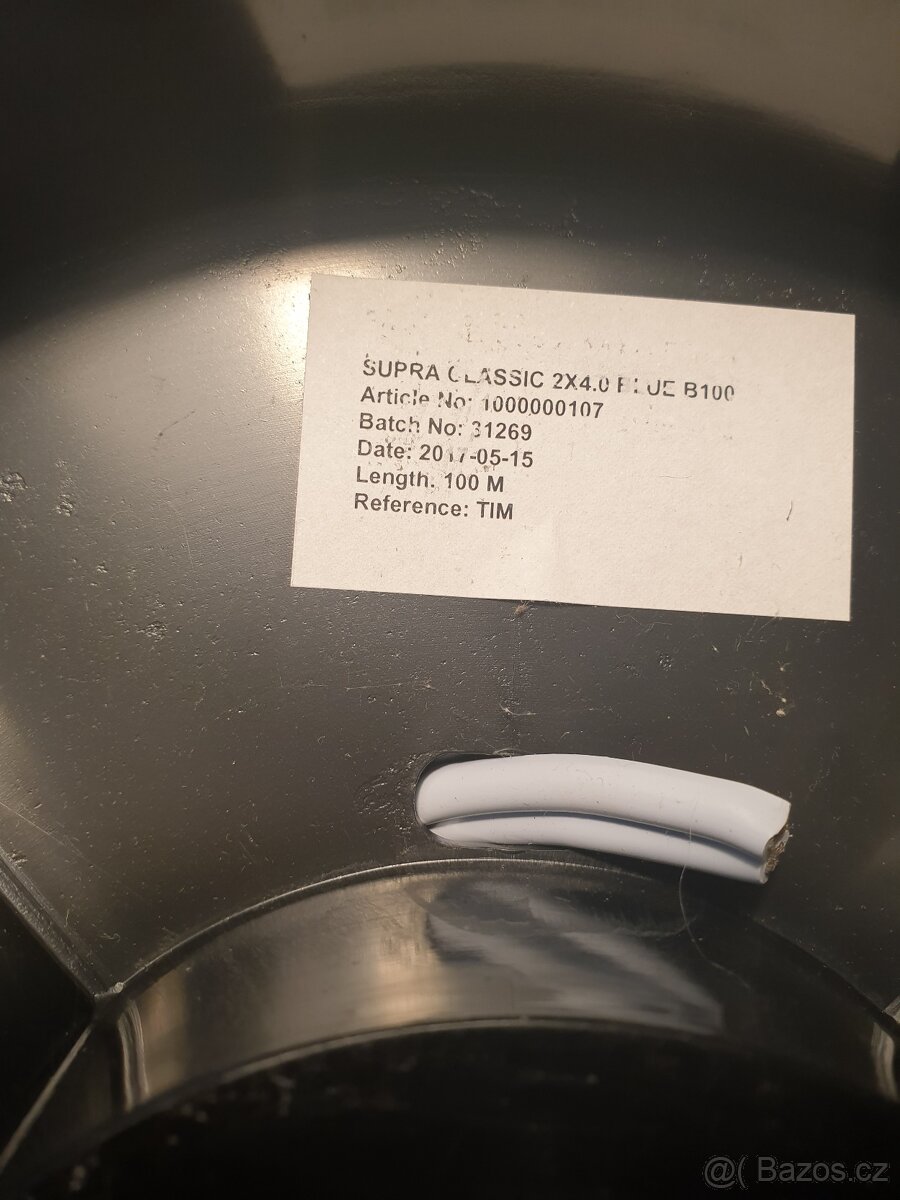 SUPRA CLASSIC 2X4.0 BLUE B100
Article No: 1000000107
Batch No: 31269
Date: 2017-05-15
Length: 100 M
Reference: TIM
@( Bazos.cz